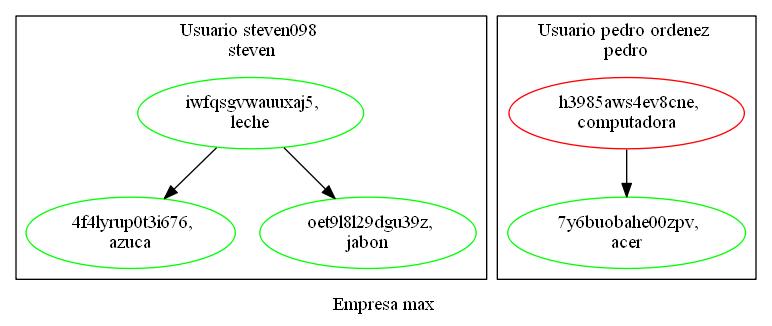 Usuario steven098
steven
iwfqsgvwauuxaj5,
leche
4f4lyrup0t3i676,
azuca
oet9l8l29dgu39z,
jabon
Usuario pedro ordenez
pedro
h3985aws4ev8cne,
computadora
7y6buobahe00zpv,
acer
Empresa max